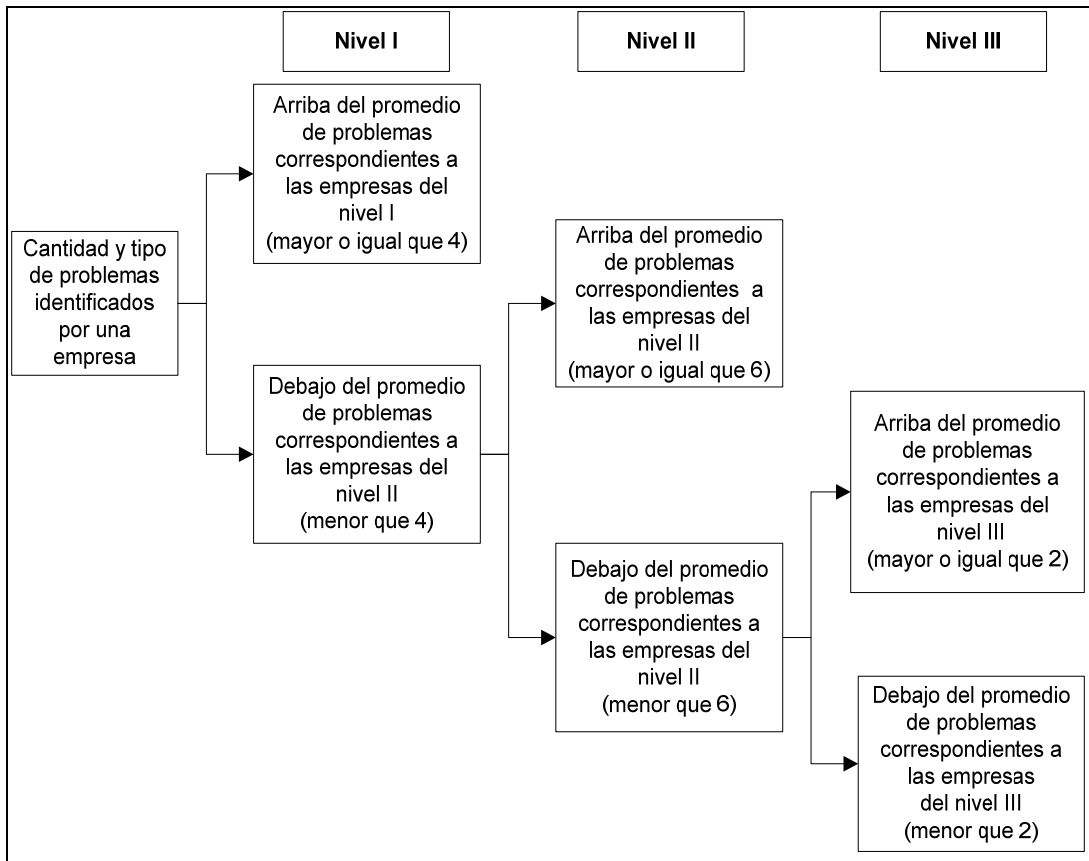 Nivel I
Nivel II
Nivel III
Cantidad y tipo
de problemas
identificados
por una
empresa
Arriba del promedio
de problemas
correspondientes a
las empresas del
nivel I
(mayor o igual que 4)
Debajo del promedio
de problemas
correspondientes a
las empresas del
nivel II
(menor que 4)
Arriba del promedio
de problemas
correspondientes a
las empresas del
nivel II
(mayor o igual que 6)
Debajo del promedio
de problemas
correspondientes a
las empresas del
nivel II
(menor que 6)
Arriba del promedio
de problemas
correspondientes a
las empresas del
nivel III
(mayor o igual que 2)
Debajo del promedio
de problemas
correspondientes a
las empresas
del nivel III
(menor que 2)